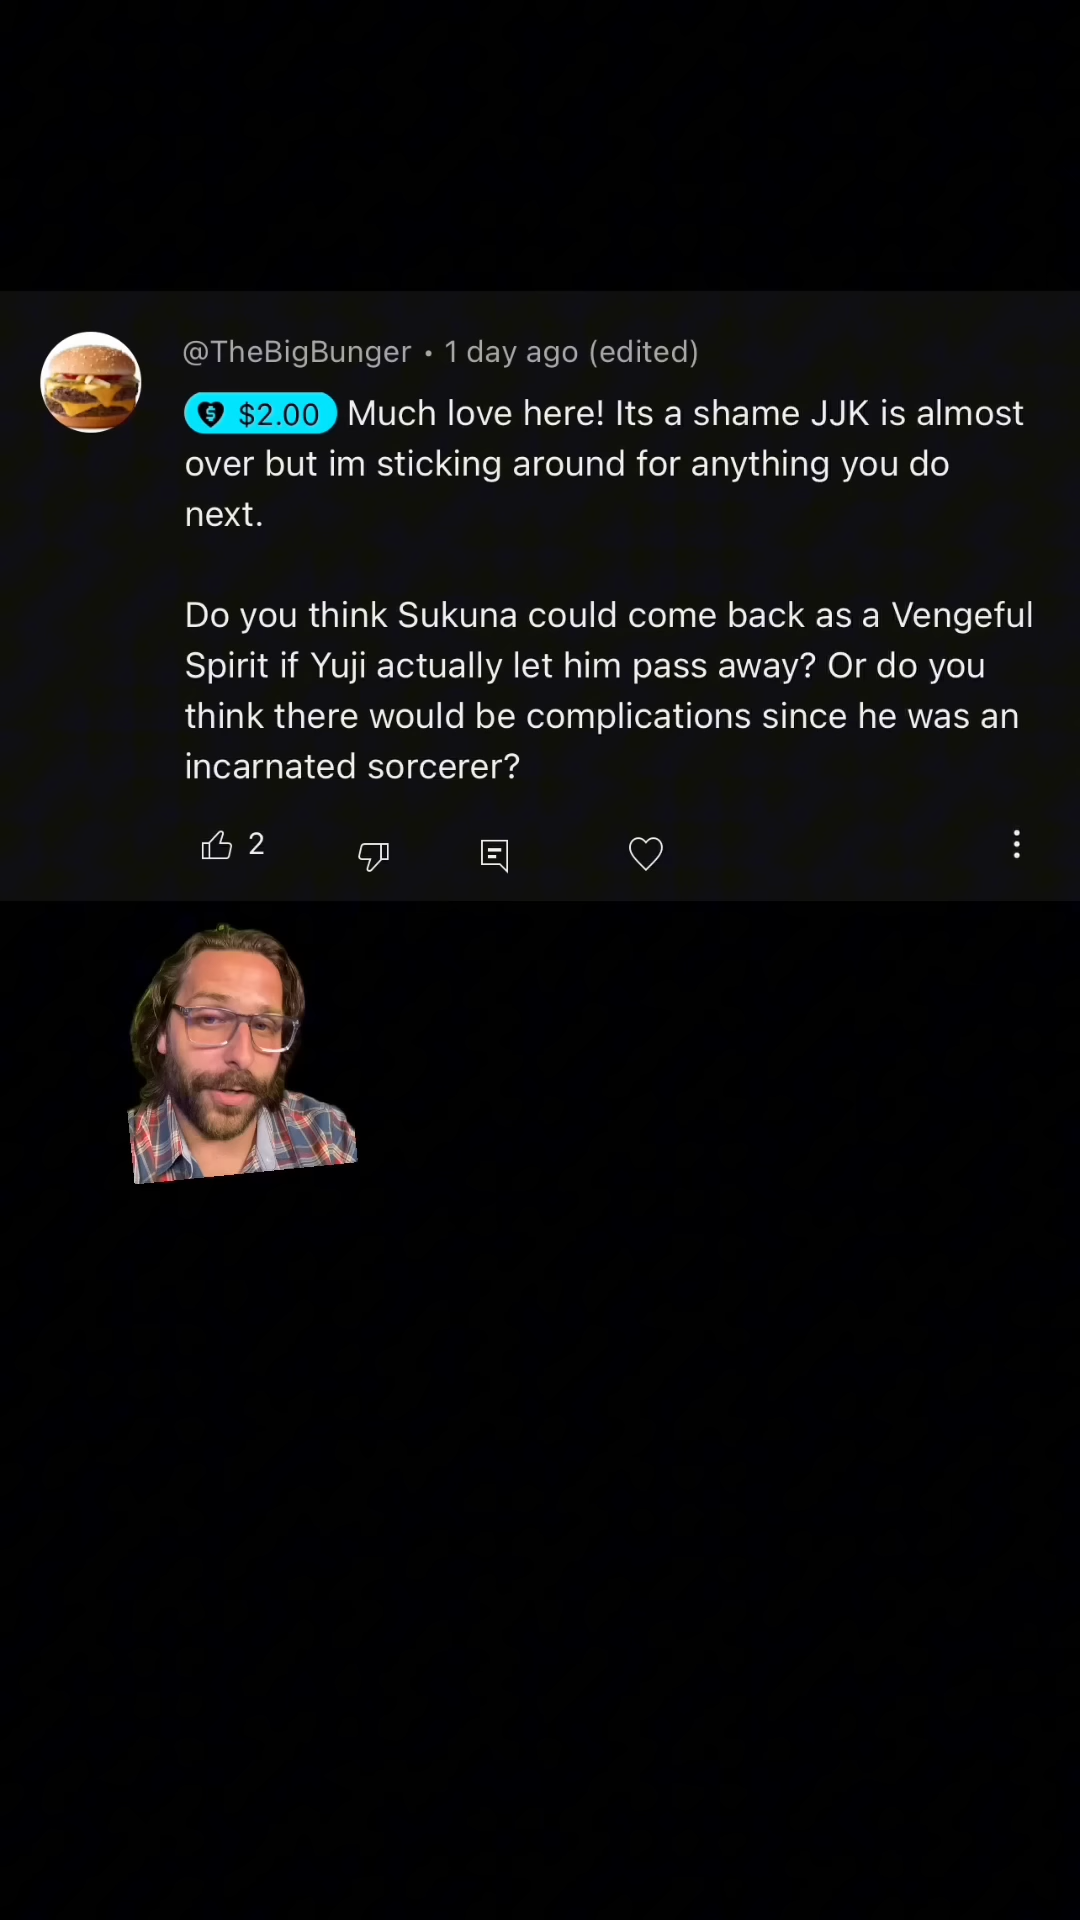 @TheBigBunger • 1 day ago (edited)
$2.00 Much love here! Its a shame JJK is almost
over but im sticking around for anything you do
next.
Do you think Sukuna could come back as a Vengeful
Spirit if Yuji actually let him pass away? Or do you
think there would be complications since he was an
incarnated sorcerer?
2